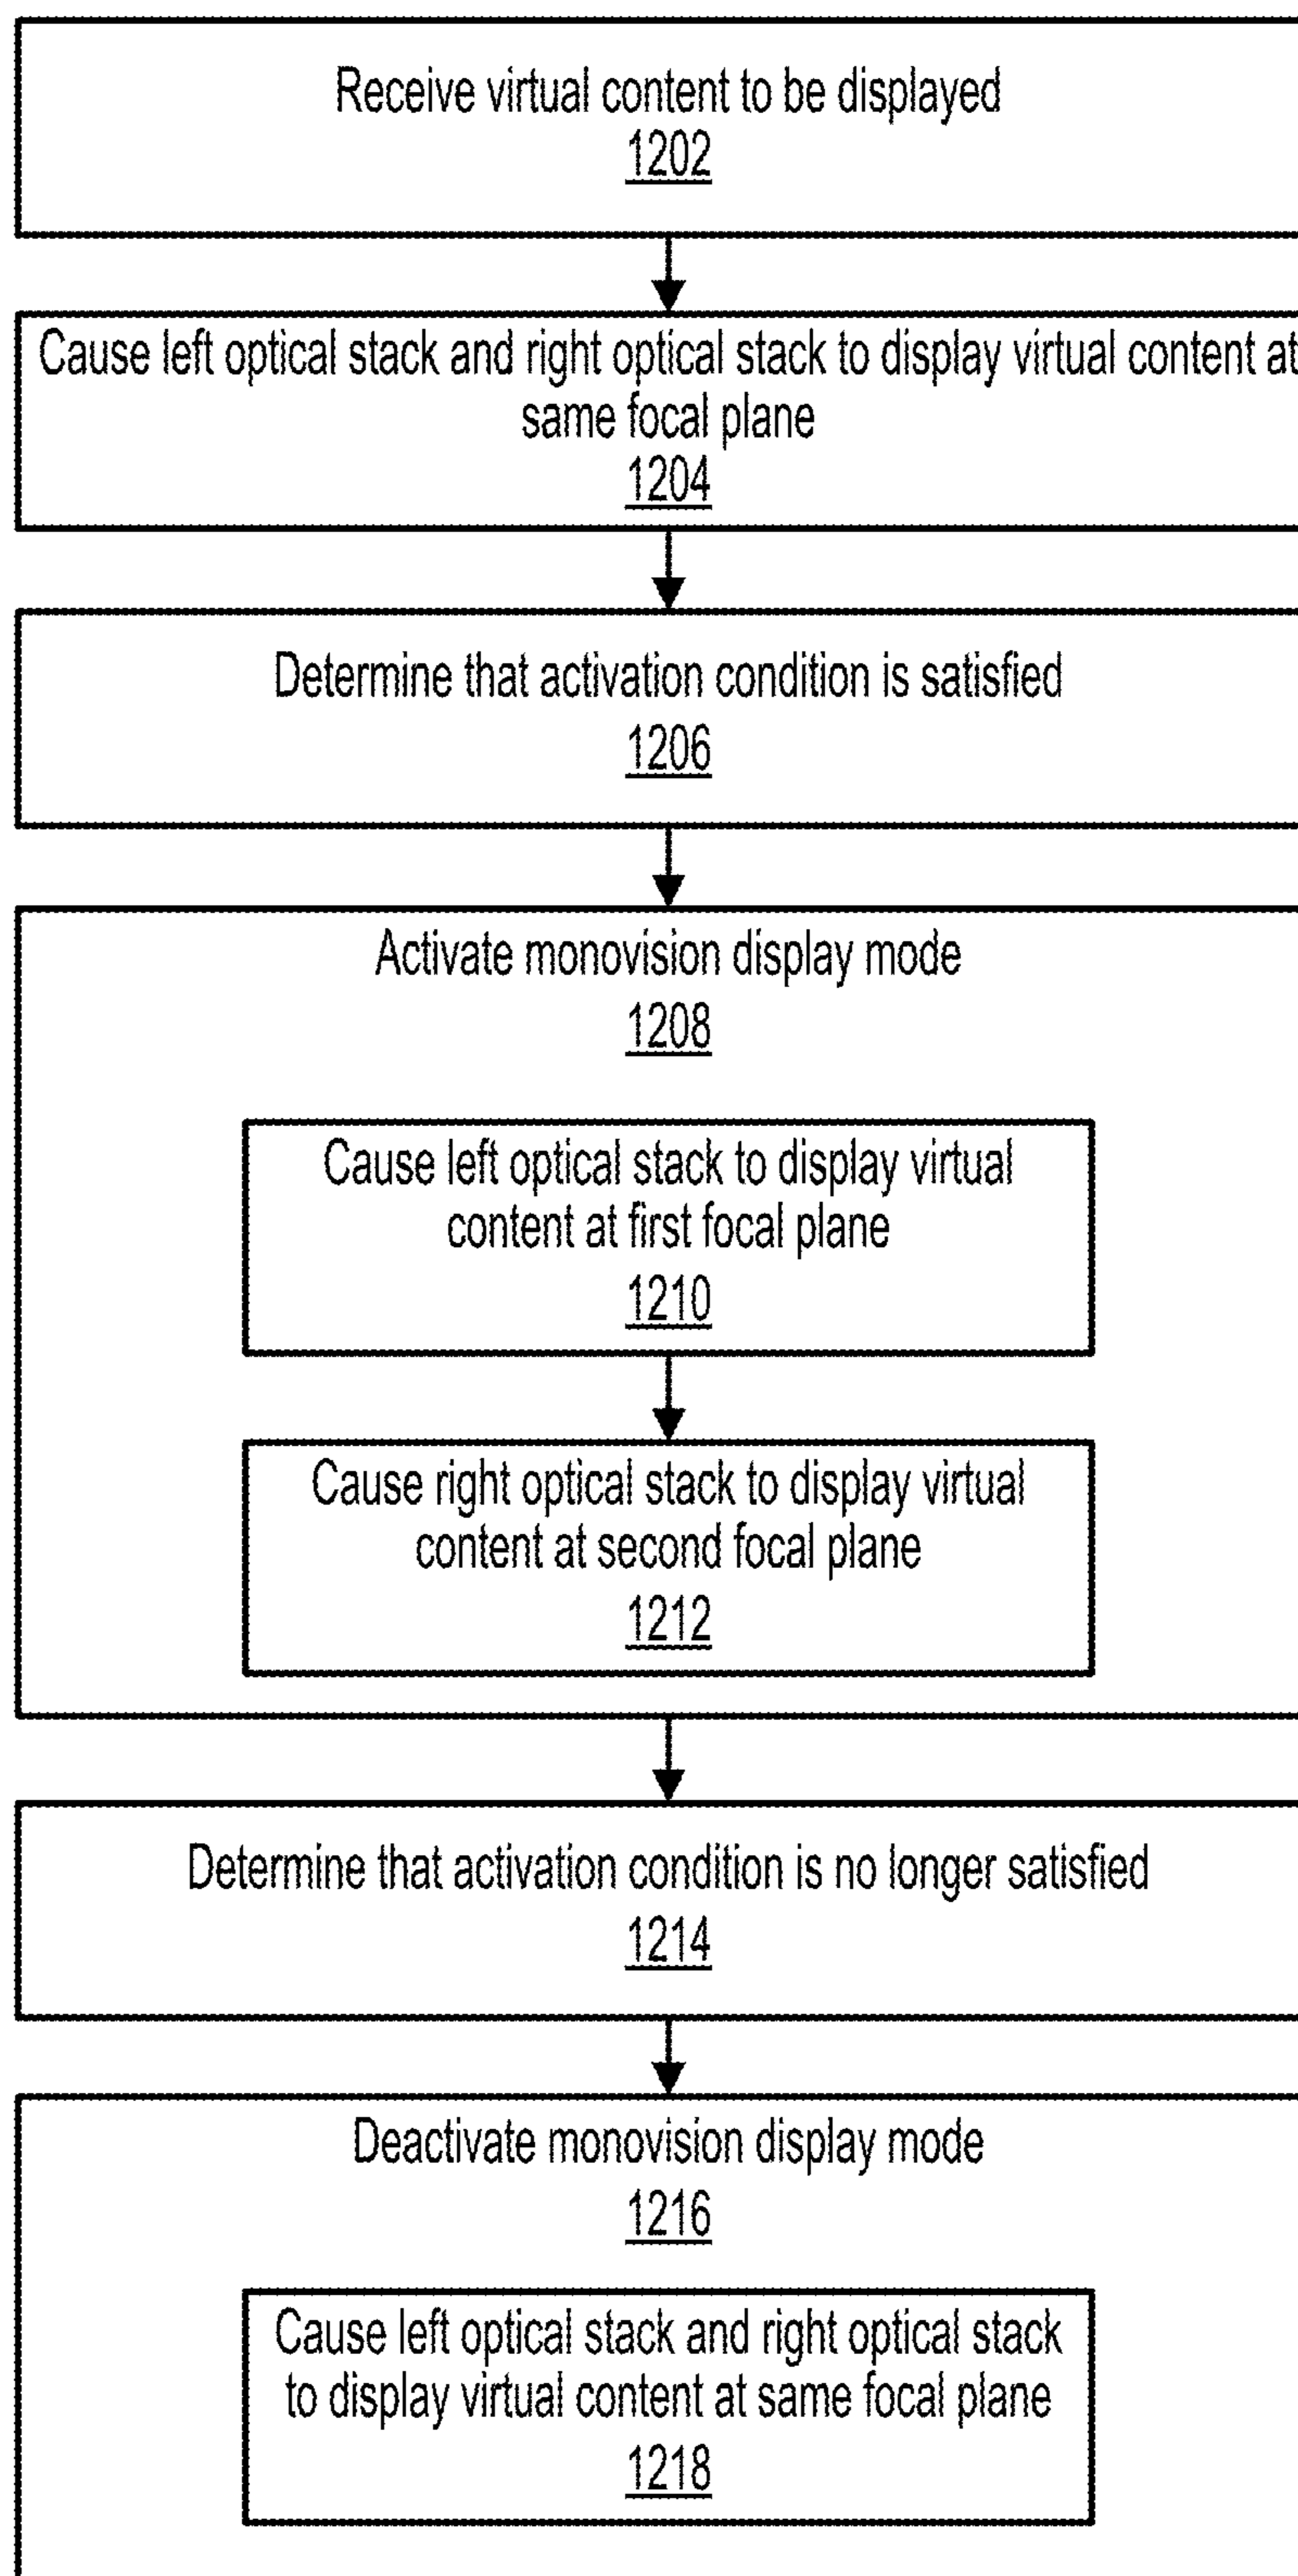 Receive virtual content to be displayed
1202
Cause left optical stack and right optical stack to display virtual content at
same focal plane
1204
Determine that activation condition is satisfied
1206
Activate monovision display mode
1208
Cause left optical stack to display virtual
content at first focal plane
1210
Cause right optical stack to display virtual
content at second focal plane
1212
Determine that activation condition is no longer satisfied
1214
Deactivate monovision display mode
1216
Cause left optical stack and right optical stack
to display virtual content at same focal plane
1218